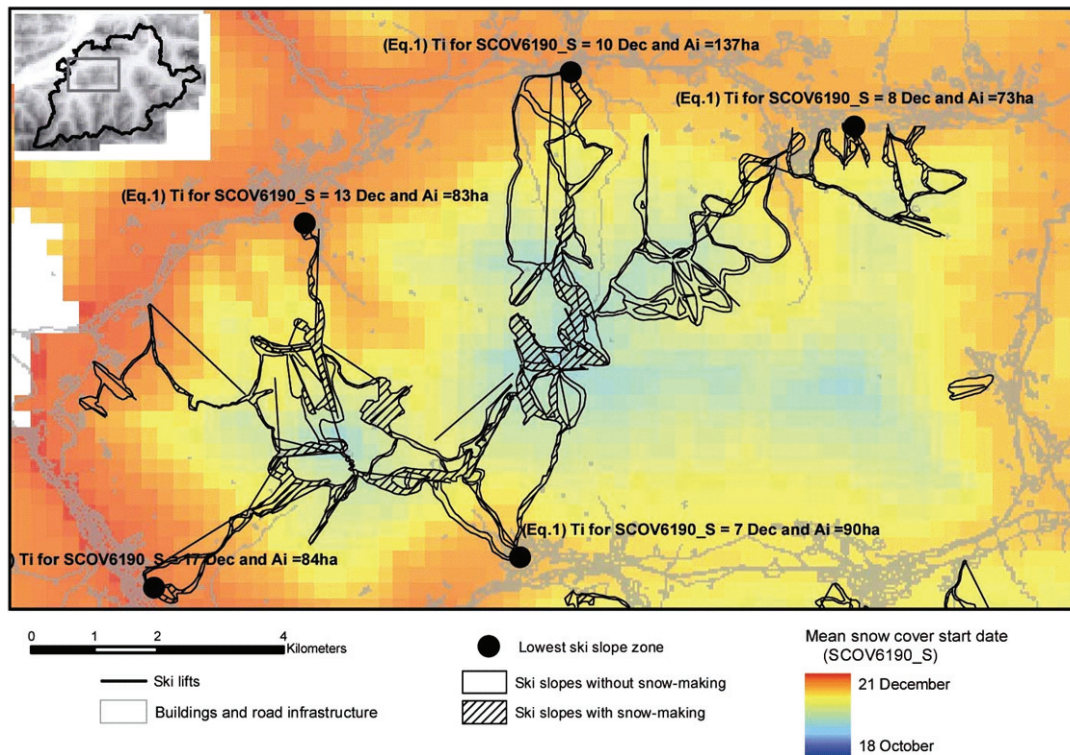 (Eq.1) Ti for SCOV6190_S = 10 Dec and Ai =137ha
(Eq.1) Ti for SCOV6190_S = 8 Dec and Ai =73ha
(Eq.1) Ti for SCOV6190_S = 13 Dec and Ai =83ha
(Eq.1) Ti for SCOV6190_S = 7 Dec and Ai =90ha
) Ti for SCOV6190_S = 17 Dec and Ai =84ha
0 1 2 4
Kilometers
Ski lifts
Buildings and road infrastructure
Lowest ski slope zone
Ski slopes without snow-making
Ski slopes with snow-making
Mean snow cover start date
(SCOV6190_S)
21 December
18 October